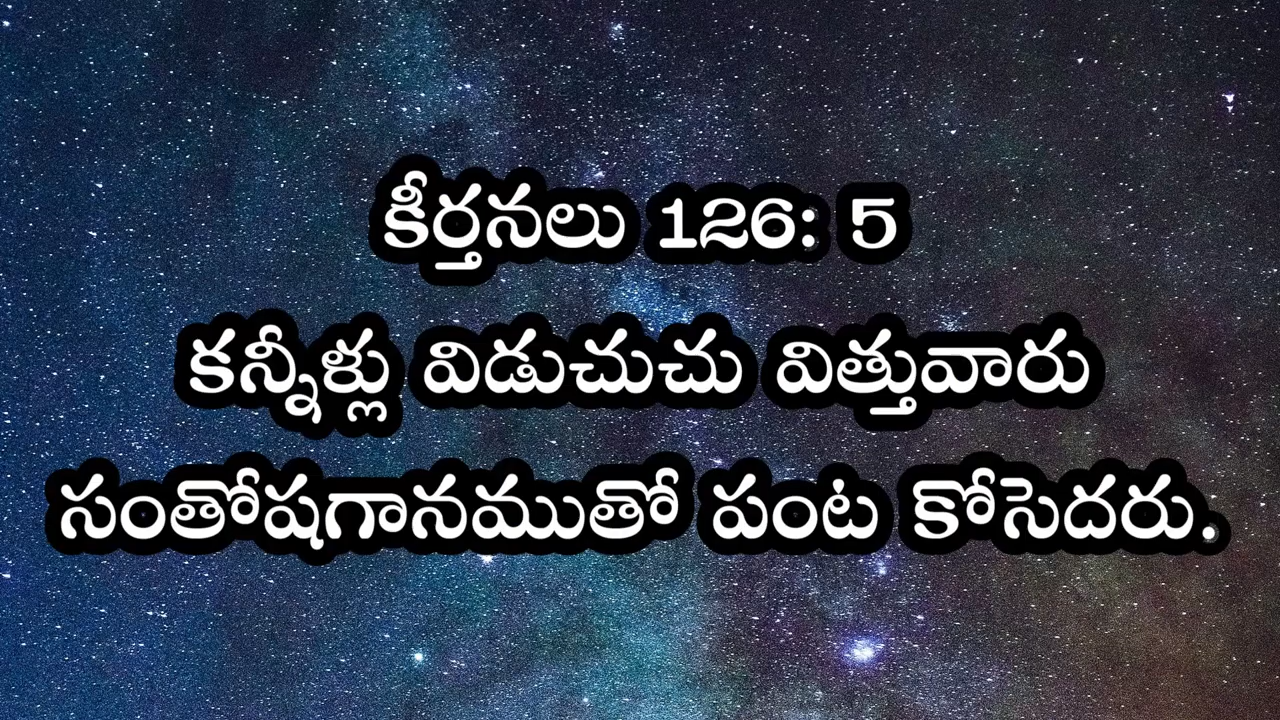 కీర్తనలు 126: 5
కన్నీళ్లు విడుచుచు విత్తువారు
సంతోషగానముతో పంట కోసెదరు.